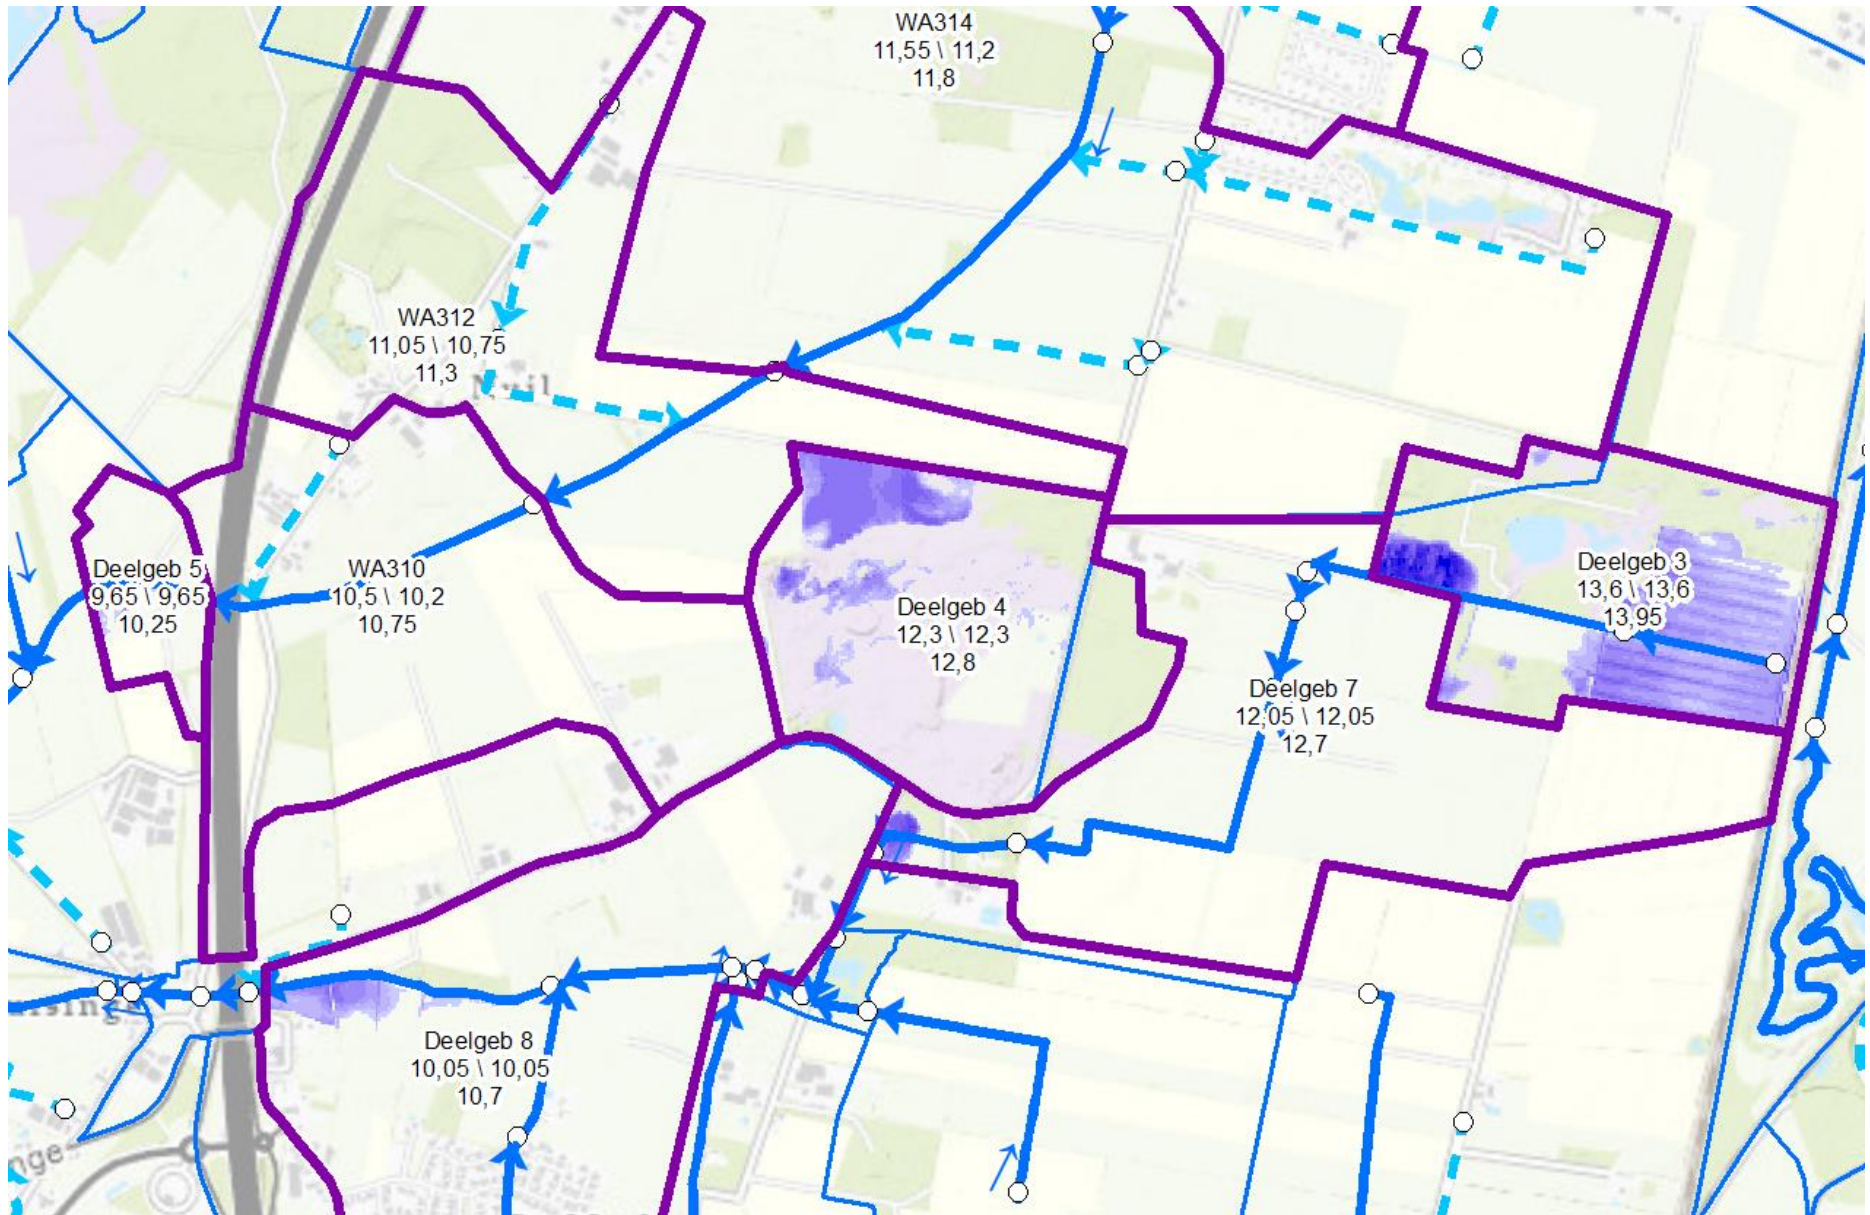 WA314
11,55 \ 11,2
11,8
WA312
11,05 \ 10,75
11,3
Nuil
Deelgeb 5
9,65 \ 9,65
10,25
WA310
10,5 \ 10,2
10,75
Deelgeb 4
12,3 \ 12,3
12,8
Deelgeb 3
13,6 \ 13,6
13,95
Deelgeb 7
12,05 \ 12,05
12,7
Deelgeb 8
10,05 \ 10,05
10,7
nge